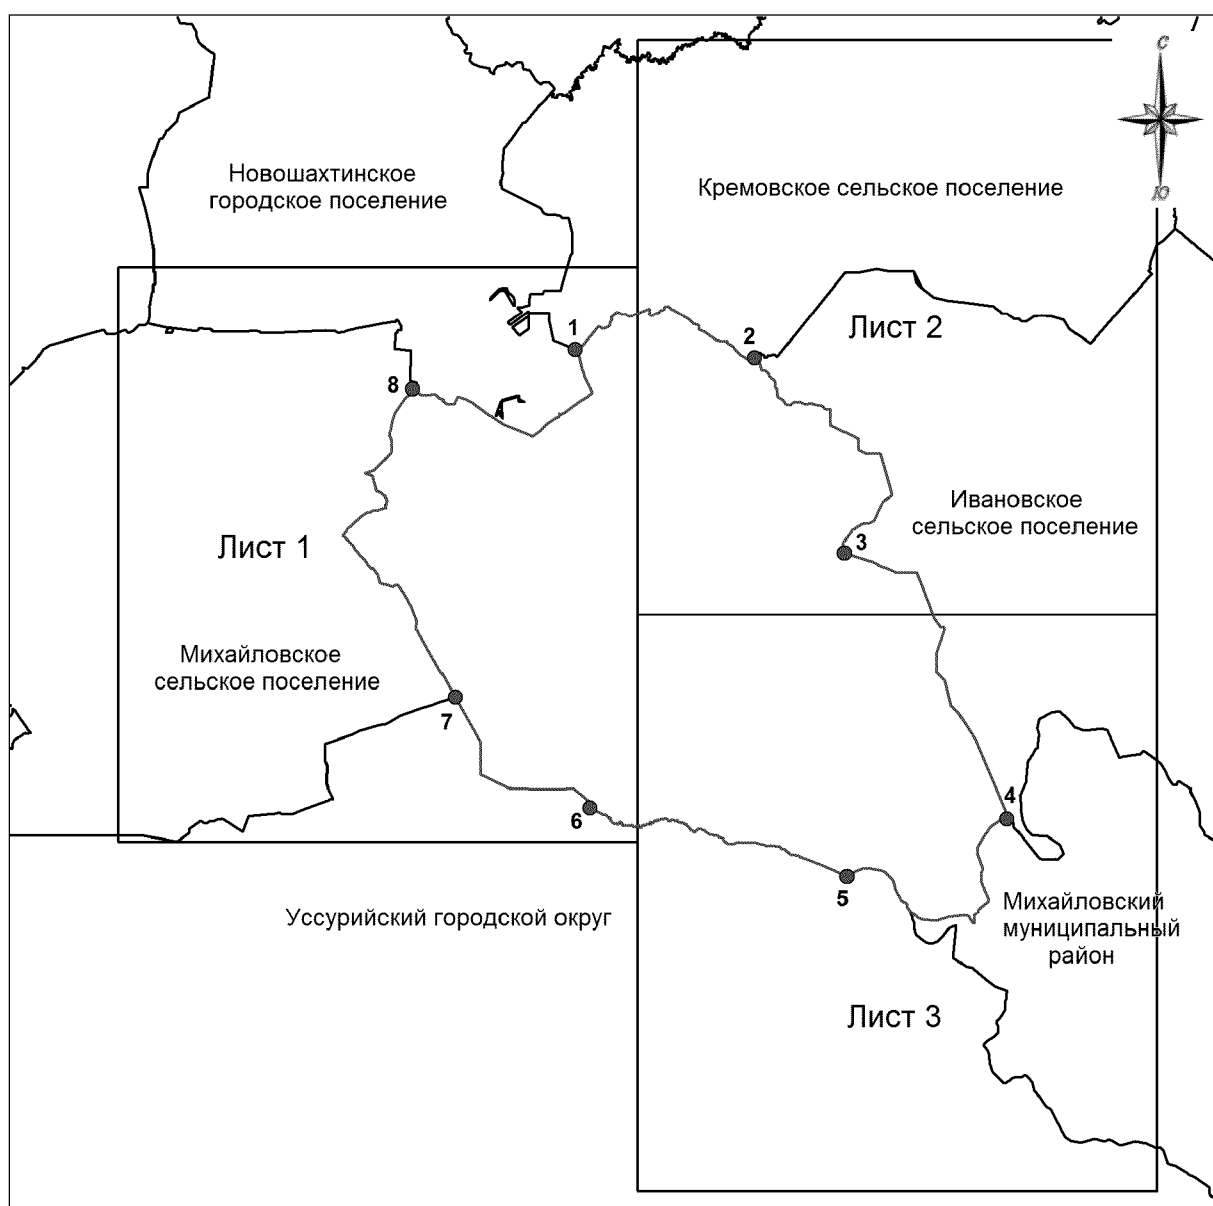 С
Ю
Новошахтинское
городское поселение
Кремовское сельское поселение
Лист 2
1
2
8
Ивановское
сельское поселение
3
Лист 1
Михайловское
сельское поселение
7
4
6
5
Уссурийский городской округ
Михайловский
муниципальный
район
Лист 3